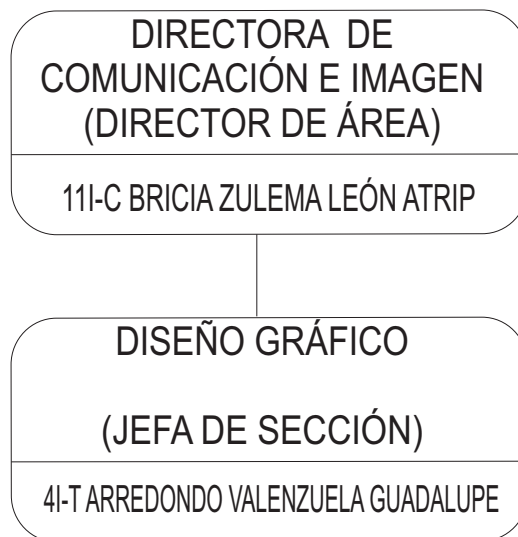 DIRECTORA DE
COMUNICACIÓN E IMAGEN
(DIRECTOR DE ÁREA)
11I-C BRICIA ZULEMA LEÓN ATRIP
DISEÑO GRÁFICO
(JEFA DE SECCIÓN)
4I-T ARREDONDO VALENZUELA GUADALUPE